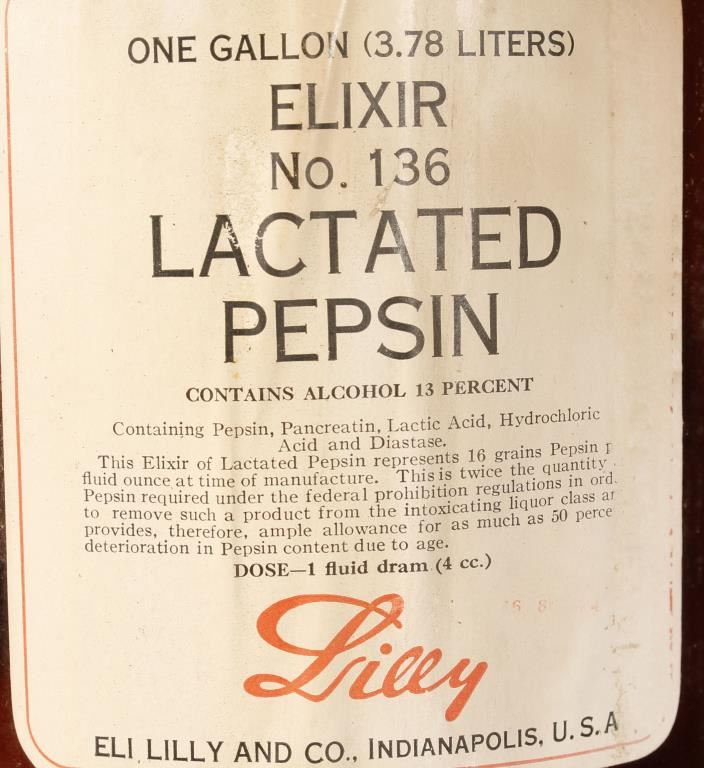 ONE GALLON (3.78 LITERS)
ELIXIR
No. 136
LACTATED
PEPSIN
CONTAINS ALCOHOL 13 PERCENT
Containing Pepsin, Pancreatin, Lactic Acid, Hydrochloric
Acid and Diastase.
This Elixir of Lactated Pepsin represents 16 grains Pepsin
fluid ounce at time of manufacture. This is twice the quantity
Pepsin required under the federal prohibition regulations in
to remove such a product from the intoxicating liquor class
provides, therefore, ample allowance for as much as 50
deterioration in Pepsin content due to age.
DOSE—1 fluid dram (4 cc.)
Lilly
ELI LILLY AND CO., INDIANAPOLIS, U.S.A